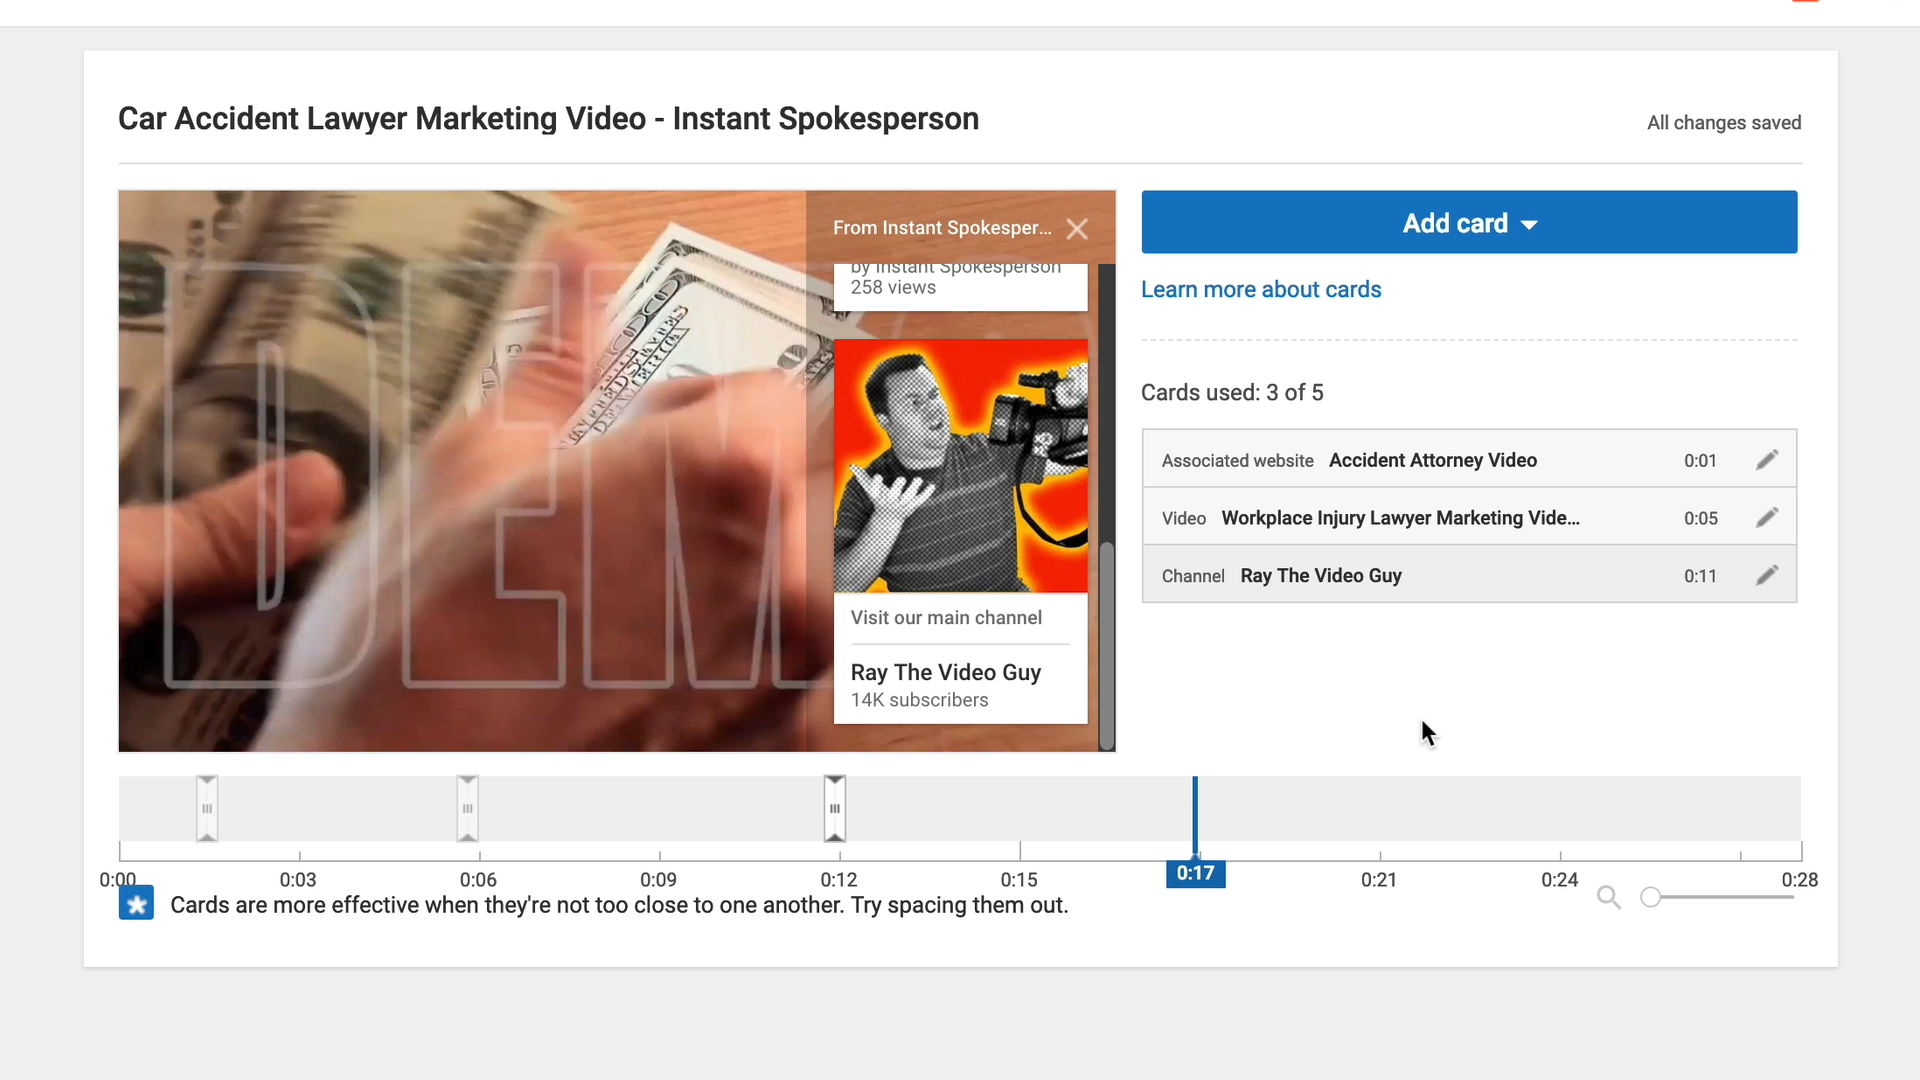 Car Accident Lawyer Marketing Video - Instant Spokesperson
All changes saved
From Instant Spokesper...
by Instant Spokesperson
258 views
DEM
Visit our main channel
Ray The Video Guy
14K subscribers
Add card
Learn more about cards
Cards used: 3 of 5
Associated website Accident Attorney Video 0:01
Video Workplace Injury Lawyer Marketing Vide... 0:05
Channel Ray The Video Guy 0:11
0:00 0:03 0:06 0:09 0:12 0:15 0:17 0:21 0:24 0:28
Cards are more effective when they're not too close to one another. Try spacing them out.